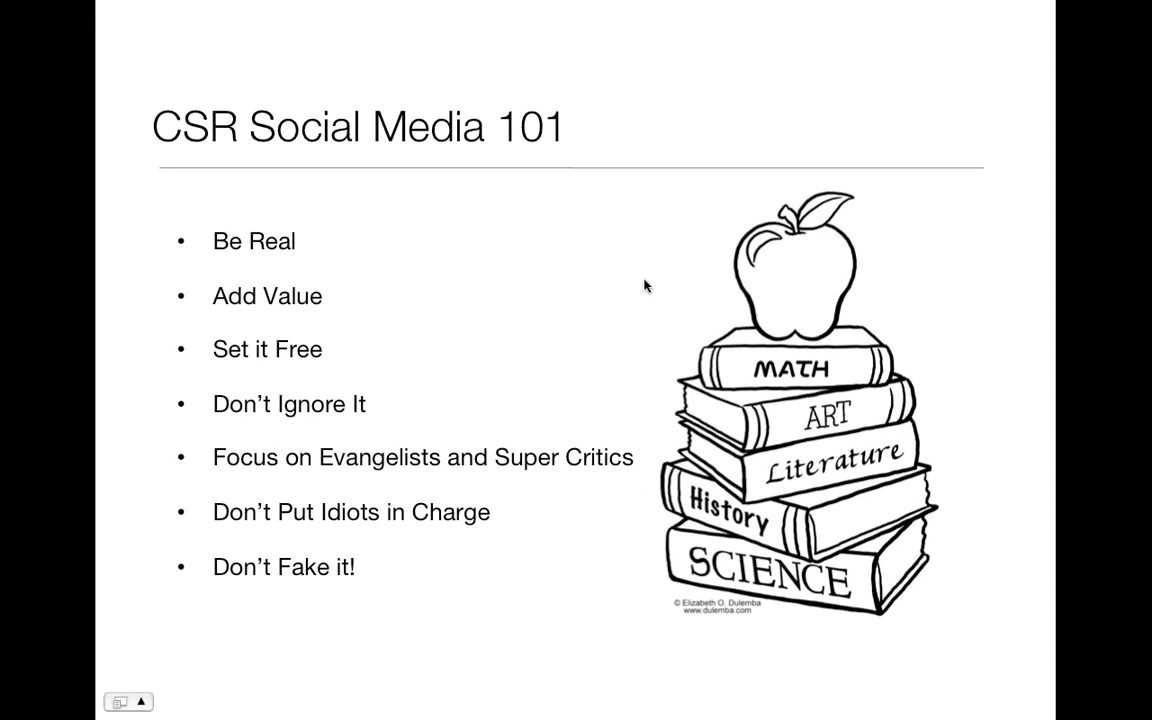 CSR Social Media 101
• Be Real
• Add Value
• Set it Free
• Don’t Ignore It
• Focus on Evangelists and Super Critics
• Don’t Put Idiots in Charge
• Don’t Fake it!
MATH
ART
Literature
History
SCIENCE
© Elizabeth O. Dulemba
www.dulemba.com